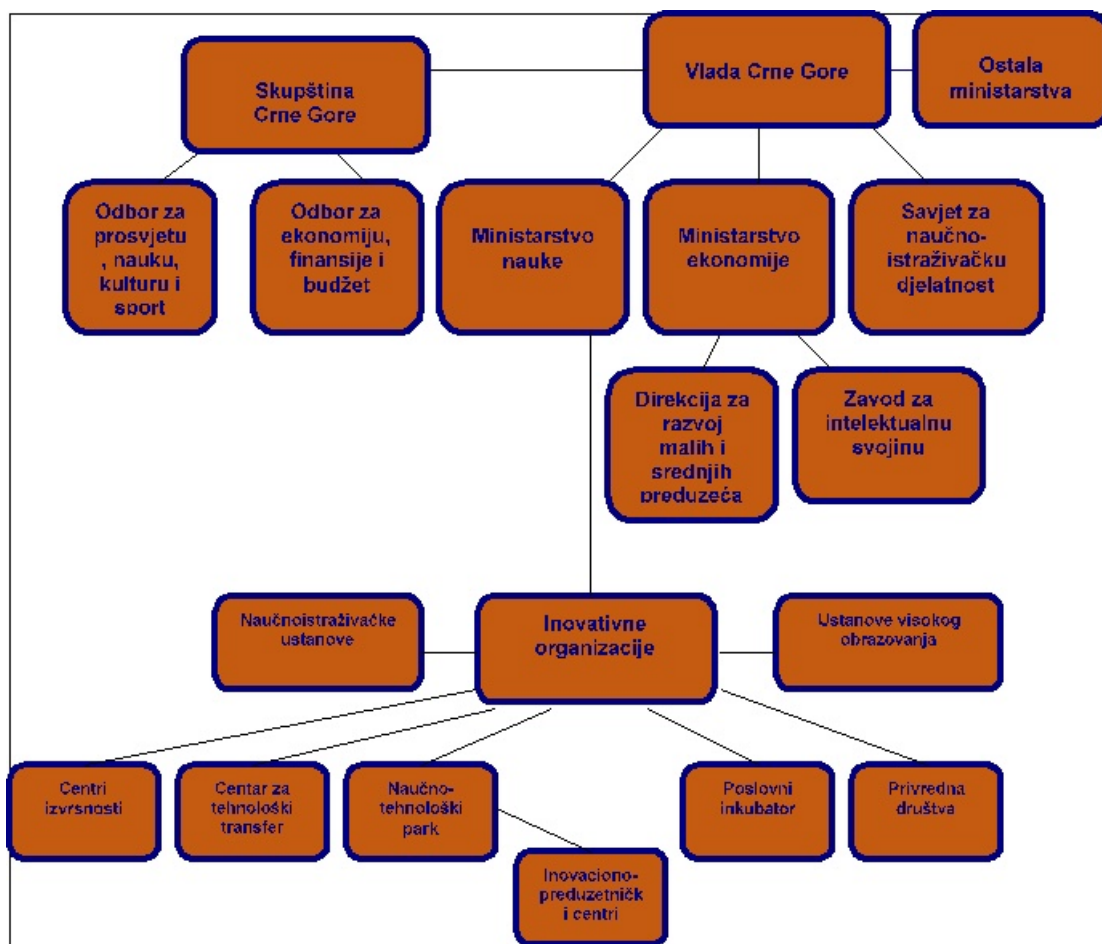 Skupština
Crne Gore
Vlada Crne Gore
Ostala
ministarstva
Odbor za
prosvjetu
, nauku,
kulturu i
sport
Odbor za
ekonomiju,
finansije i
budžet
Ministarstvo
nauke
Ministarstvo
ekonomije
Savjet za
naučno-
istraživačku
djelatnost
Direkcija za
razvoj
malih i
srednjih
preduzeća
Zavod za
intelektualnu
svojinu
Naučnoistraživačke
ustanove
Inovativne
organizacije
Ustanove visokog
obrazovanja
Centri
izvrsnosti
Centar za
tehnološki
transfer
Naučno-
tehnološki
park
Poslovni
inkubator
Privredna
društva
Inovaciono-
preduzetničk
i centri